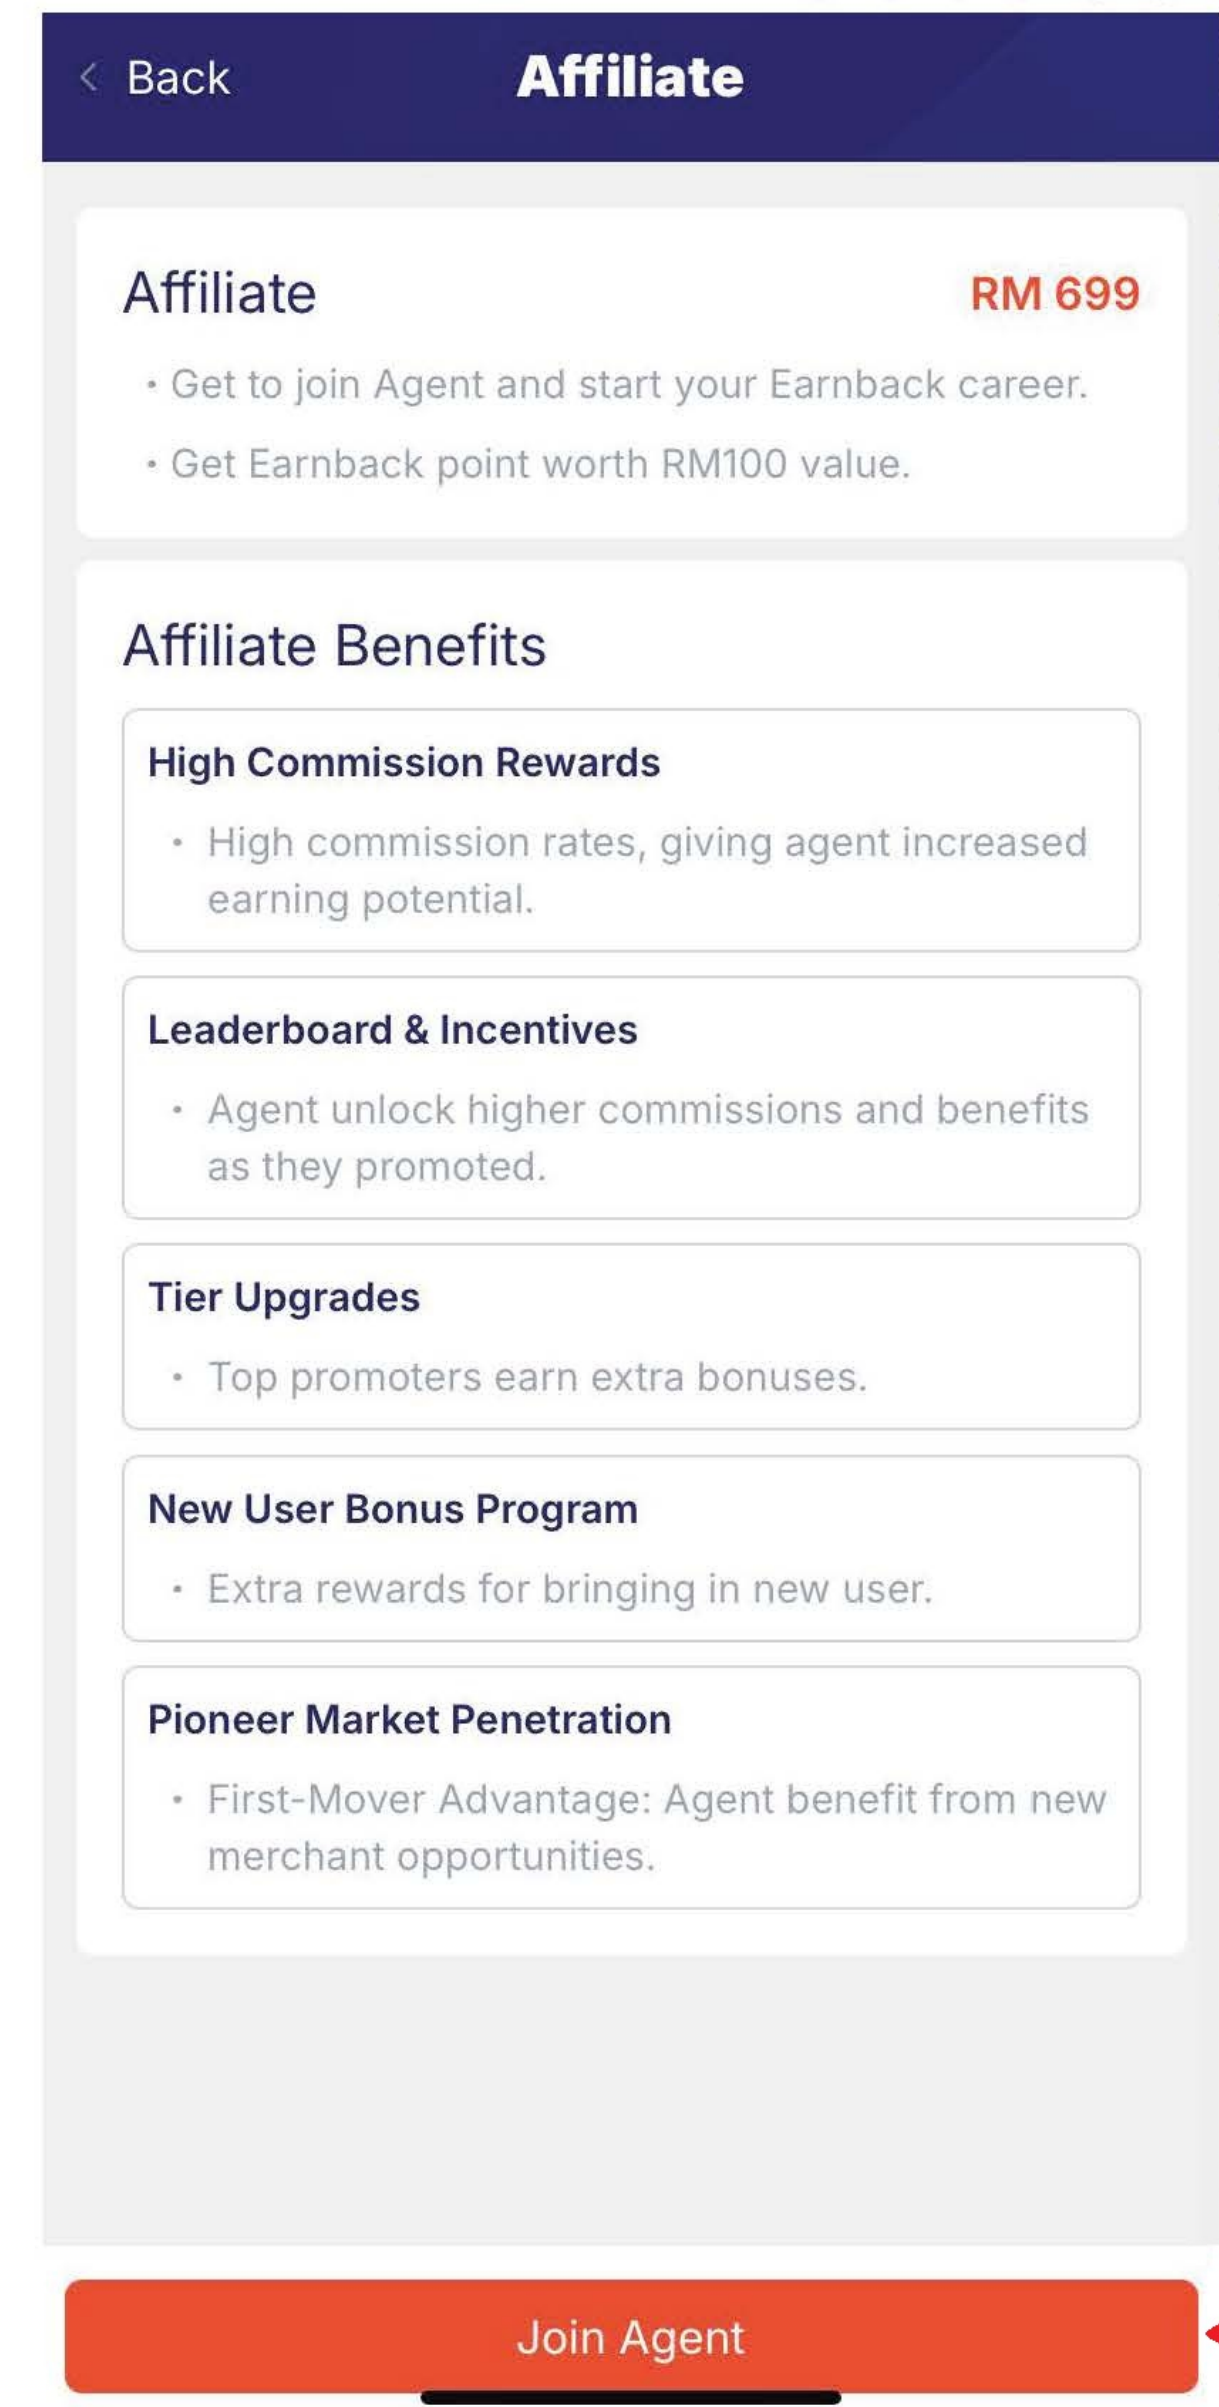 Back
Affiliate
Affiliate
RM 699
• Get to join Agent and start your Earnback career.
• Get Earnback point worth RM100 value.
Affiliate Benefits
High Commission Rewards
• High commission rates, giving agent increased
earning potential.
Leaderboard & Incentives
• Agent unlock higher commissions and benefits
as they promoted.
Tier Upgrades
• Top promoters earn extra bonuses.
New User Bonus Program
• Extra rewards for bringing in new user.
Pioneer Market Penetration
• First-Mover Advantage: Agent benefit from new
merchant opportunities.
Join Agent